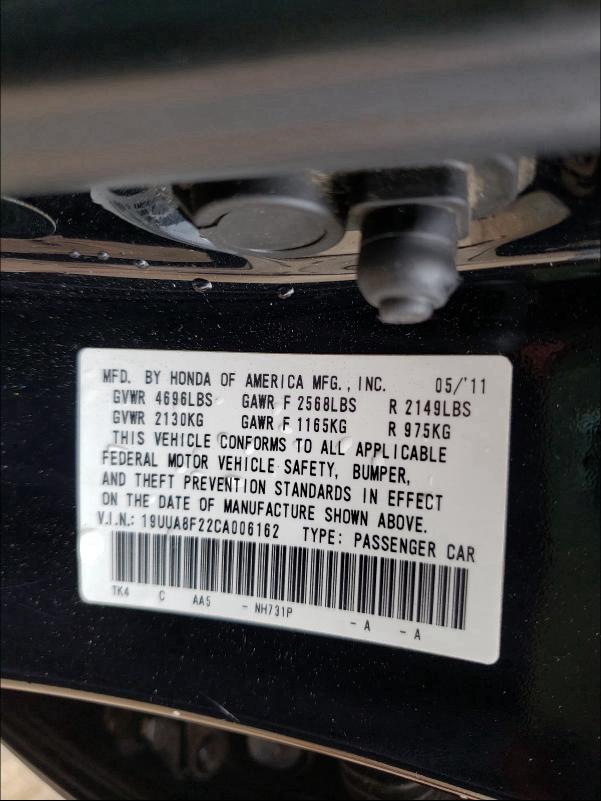 MFD. BY HONDA OF AMERICA MFG., INC. 05/'11
GVWR 4696LBS GAWR F 2568LBS R 2149LBS
GVWR 2130KG GAWR F 1165KG R 975KG
THIS VEHICLE CONFORMS TO ALL APPLICABLE
FEDERAL MOTOR VEHICLE SAFETY, BUMPER,
AND THEFT PREVENTION STANDARDS IN EFFECT
ON THE DATE OF MANUFACTURE SHOWN ABOVE.
V.I.N.: 19UUA8F22CA006162 TYPE: PASSENGER CAR
TK4 C AA5 - NH731P - A - A